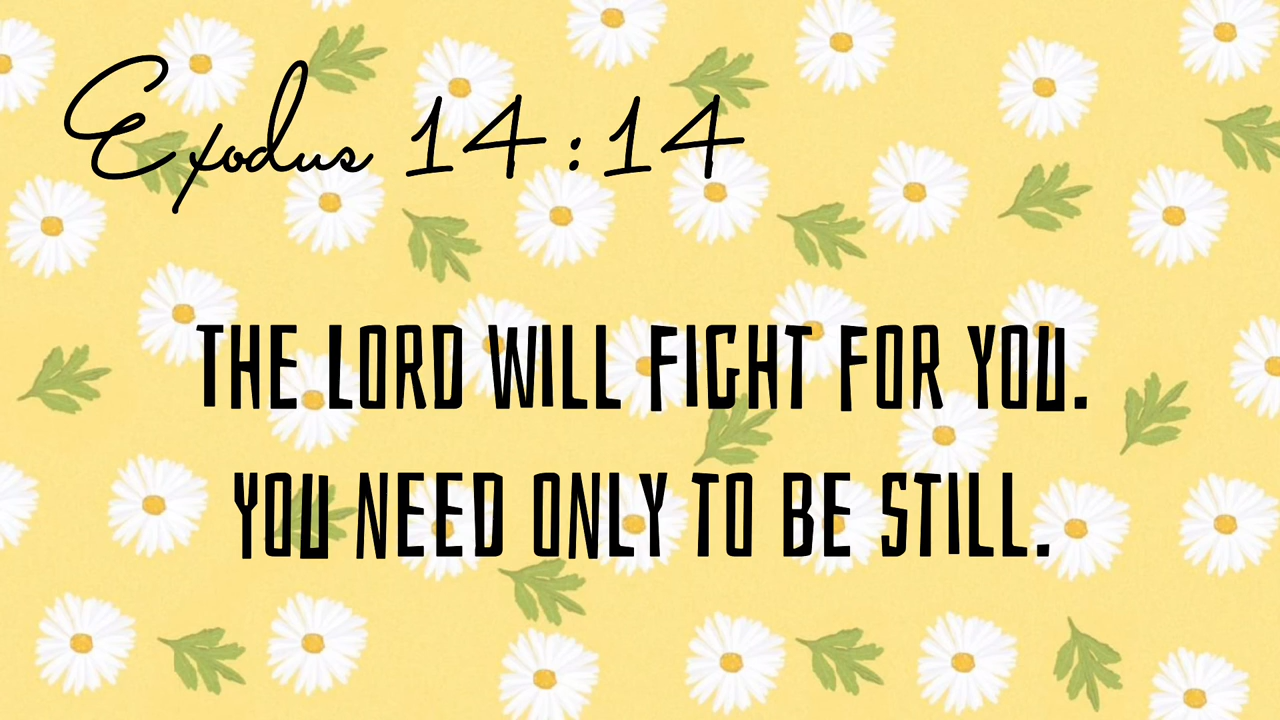 Exodus 14:14
THE LORD WILL FIGHT FOR YOU.
YOU NEED ONLY TO BE STILL.